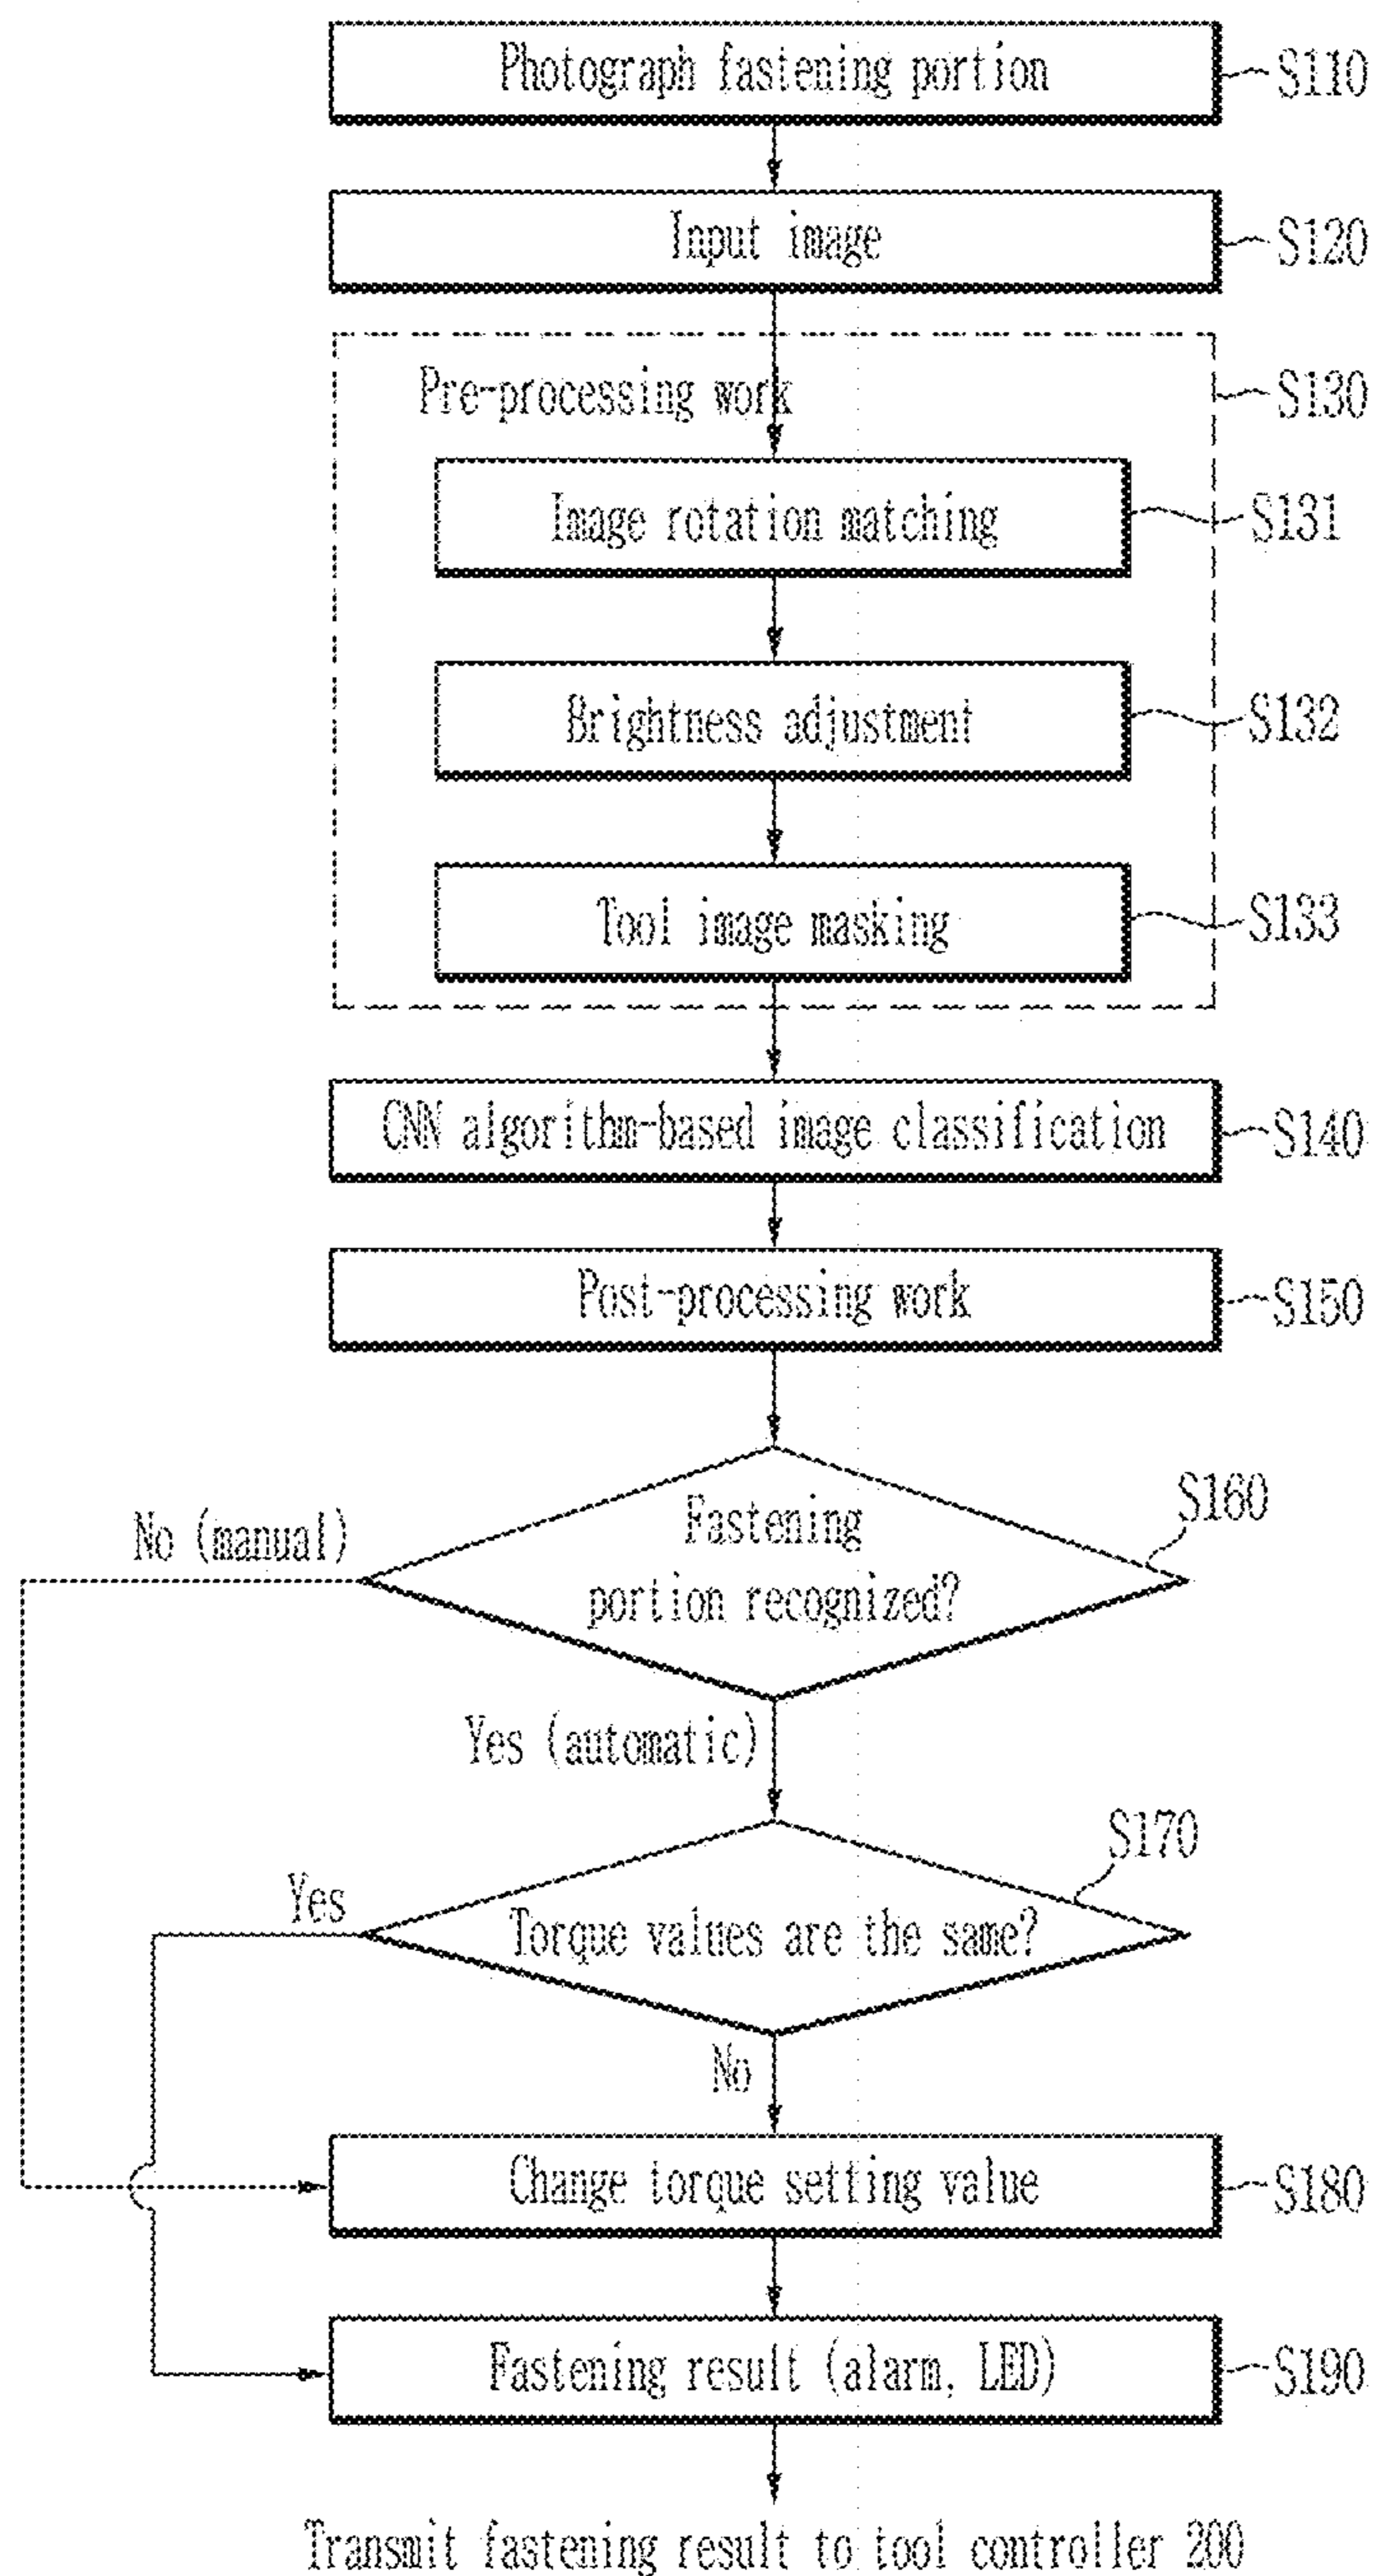 Photograph fastening portion
S110
Input image
S120
Pre-processing work
S130
Image rotation matching
S131
Brightness adjustment
S132
Tool image masking
S133
CNN algorithm-based image classification
S140
Post-processing work
S150
Fastening
portion recognized?
S160
No (manual)
Yes (automatic)
Torque values are the same?
S170
Yes
No
Change torque setting value
S180
Fastening result (alarm, LED)
S190
Transmit fastening result to tool controller 200